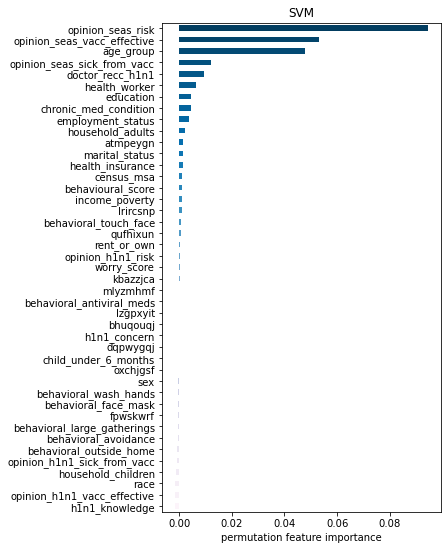 SVM
opinion_seas_risk
opinion_seas_vacc_effective
age_group
opinion_seas_sick_from_vacc
doctor_recc_h1n1
health_worker
education
chronic_med_condition
employment_status
household_adults
atmpeygn
marital_status
health_insurance
census_msa
behavioural_score
income_poverty
lrircsnp
behavioral_touch_face
qufhixun
rent_or_own
opinion_h1n1_risk
worry_score
kbazzjca
mlyzmhmf
behavioral_antiviral_meds
lzgpxyit
bhuqouqj
h1n1_concern
dqpwygqj
child_under_6_months
oxchjgsf
sex
behavioral_wash_hands
behavioral_face_mask
fpwskwrf
behavioral_large_gatherings
behavioral_avoidance
behavioral_outside_home
opinion_h1n1_sick_from_vacc
household_children
race
opinion_h1n1_vacc_effective
h1n1_knowledge
0.00 0.02 0.04 0.06 0.08
permutation feature importance